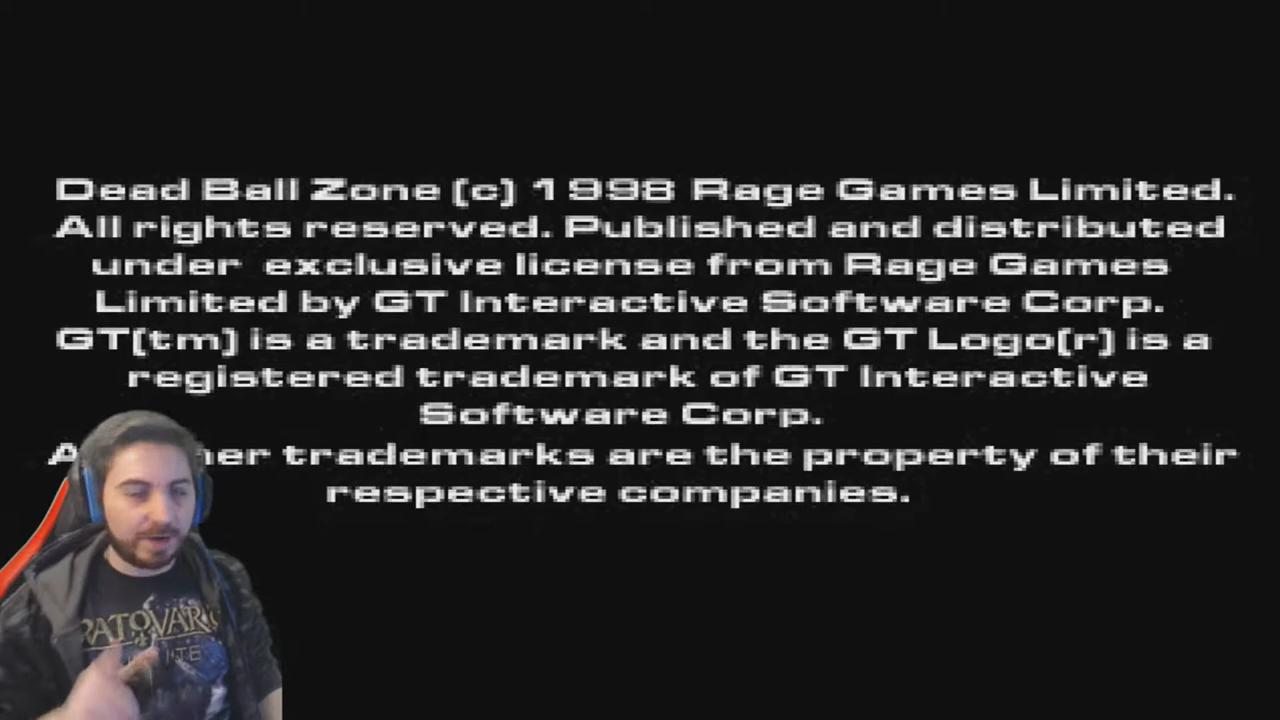 Dead Ball Zone (c) 1998 Rage Games Limited.
All rights reserved. Published and distributed
under exclusive license from Rage Games
Limited by GT Interactive Software Corp.
GT(tm) is a trademark and the GT Logo(r) is a
registered trademark of GT Interactive
Software Corp.
trademarks are the property of their
respective companies.